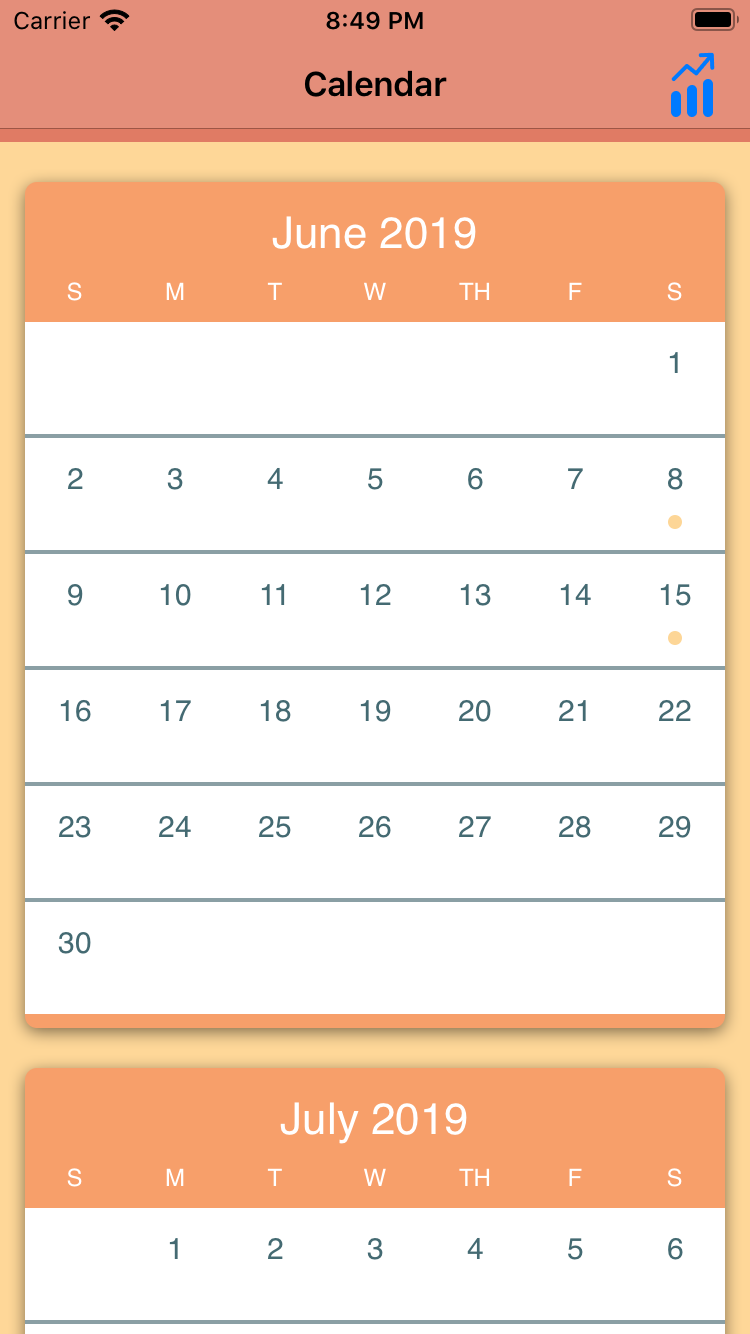 Carrier 8:49 PM
Calendar
June 2019
S M T W TH F S
1
2 3 4 5 6 7 8
9 10 11 12 13 14 15
16 17 18 19 20 21 22
23 24 25 26 27 28 29
30
July 2019
S M T W TH F S
1 2 3 4 5 6